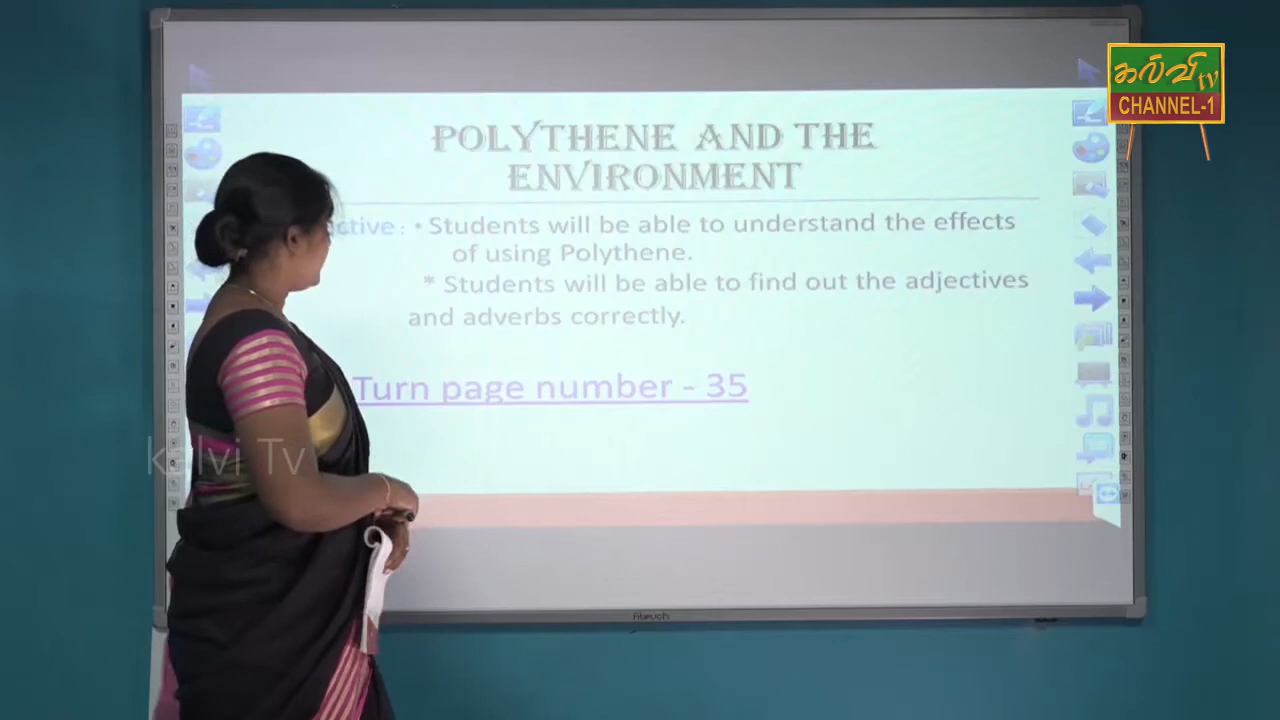 கல்வி tv
CHANNEL-1
POLYTHENE AND THE
ENVIRONMENT
ctive : • Students will be able to understand the effects
of using Polythene.
* Students will be able to find out the adjectives
and adverbs correctly.
Turn page number - 35
kalvi Tv